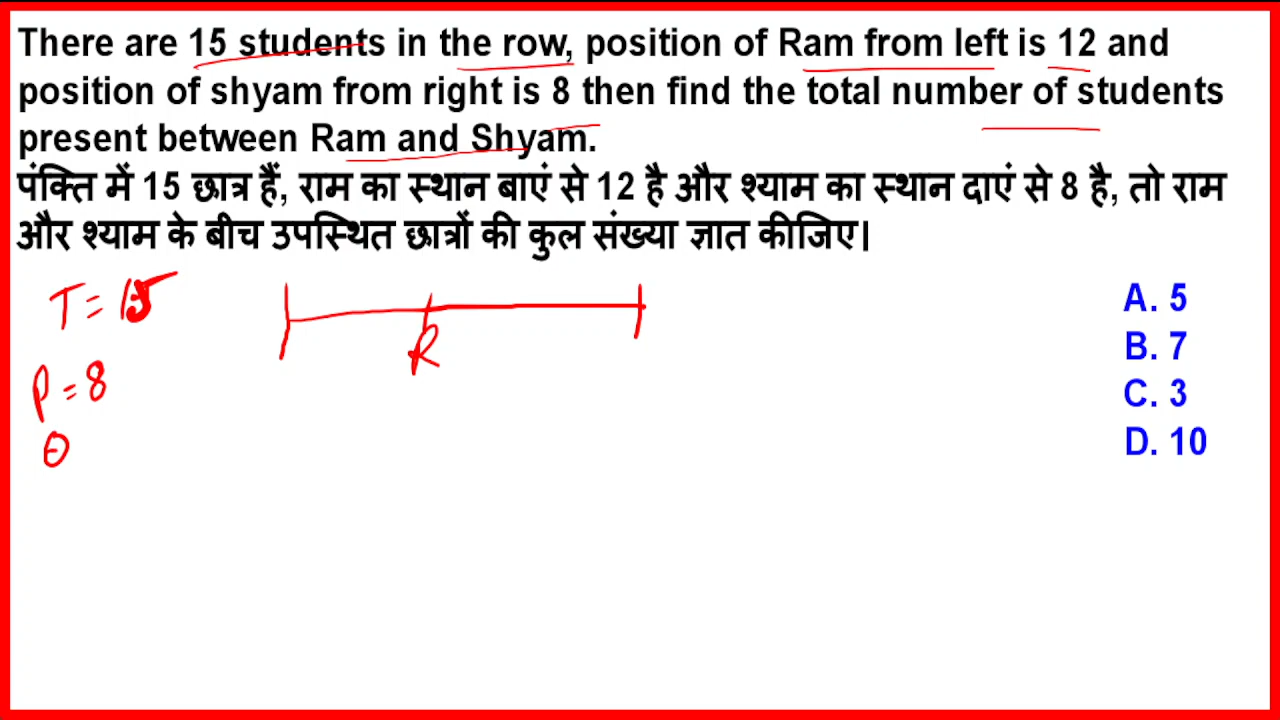 There are 15 students in the row, position of Ram from left is 12 and
position of shyam from right is 8 then find the total number of students
present between Ram and Shyam.
पंक्ति में 15 छात्र हैं, राम का स्थान बाएं से 12 है और श्याम का स्थान दाएं से 8 है, तो राम
और श्याम के बीच उपस्थित छात्रों की कुल संख्या ज्ञात कीजिए।
T = 15
R
P = 8
A. 5
B. 7
C. 3
D. 10